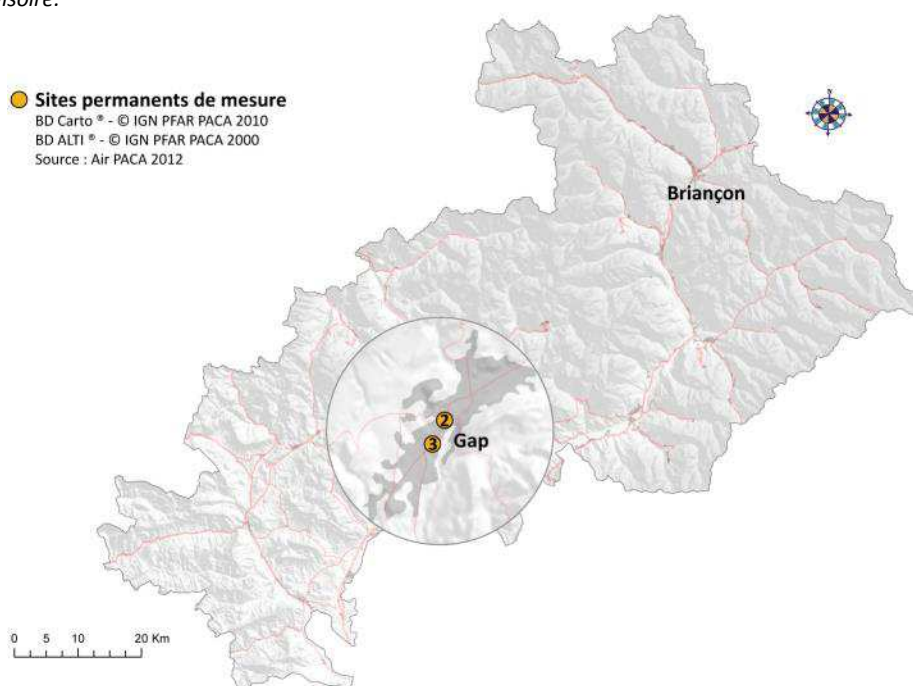 nsoire.
Sites permanents de mesure
BD Carto ® - © IGN PFAR PACA 2010
BD ALTI ® - © IGN PFAR PACA 2000
Source : Air PACA 2012
N
Briançon
2
3
Gap
0 5 10 20 Km